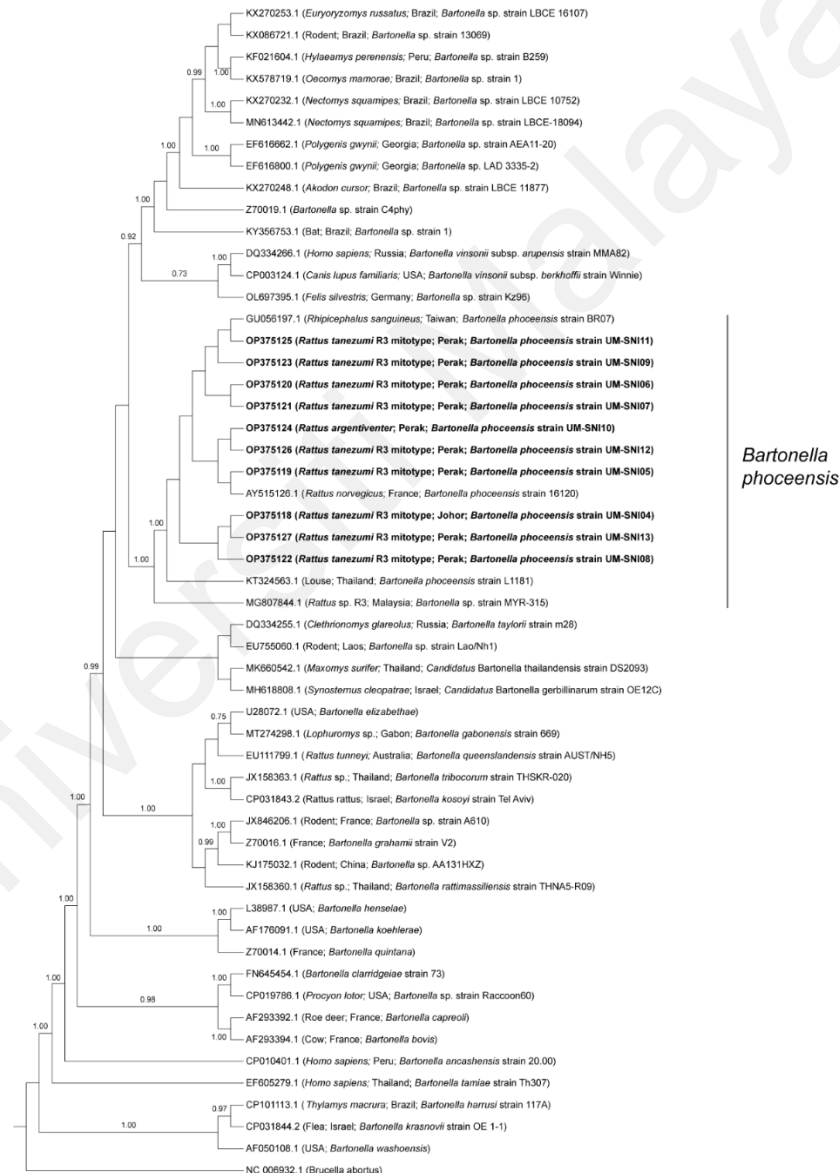 KX270253.1 (Euryoryzomys russatus; Brazil; Bartonella sp. strain LBCE 16107)
KX086721.1 (Rodent; Brazil; Bartonella sp. strain 13069)
0.99
KF021604.1 (Hylaeamys perenensis; Peru; Bartonella sp. strain B259)
1.00
KX578719.1 (Oecomys mamorae; Brazil; Bartonella sp. strain 1)
KX270232.1 (Nectomys squamipes; Brazil; Bartonella sp. strain LBCE 10752)
1.00
MN613442.1 (Nectomys squamipes; Brazil; Bartonella sp. strain LBCE-18094)
1.00
EF616662.1 (Polygenis gwynii; Georgia; Bartonella sp. strain AEA11-20)
1.00
EF616800.1 (Polygenis gwynii; Georgia; Bartonella sp. LAD 3335-2)
KX270248.1 (Akodon cursor; Brazil; Bartonella sp. strain LBCE 11877)
1.00
Z70019.1 (Bartonella sp. strain C4phy)
KY356753.1 (Bat; Brazil; Bartonella sp. strain 1)
0.92
DQ334266.1 (Homo sapiens; Russia; Bartonella vinsonii subsp. arupensis strain MMA82)
0.73
CP003124.1 (Canis lupus familiaris; USA; Bartonella vinsonii subsp. berkhoffii strain Winnie)
OL697395.1 (Felis silvestris; Germany; Bartonella sp. strain Kz96)
GU056197.1 (Rhipicephalus sanguineus; Taiwan; Bartonella phoceensis strain BR07)
OP375125 (Rattus tanezumi R3 mitotype; Perak; Bartonella phoceensis strain UM-SNI11)
OP375123 (Rattus tanezumi R3 mitotype; Perak; Bartonella phoceensis strain UM-SNI09)
OP375120 (Rattus tanezumi R3 mitotype; Perak; Bartonella phoceensis strain UM-SNI06)
OP375121 (Rattus tanezumi R3 mitotype; Perak; Bartonella phoceensis strain UM-SNI07)
OP375124 (Rattus argentiventer; Perak; Bartonella phoceensis strain UM-SNI10)
OP375126 (Rattus tanezumi R3 mitotype; Perak; Bartonella phoceensis strain UM-SNI12)
OP375119 (Rattus tanezumi R3 mitotype; Perak; Bartonella phoceensis strain UM-SNI05)
AY515126.1 (Rattus norvegicus; France; Bartonella phoceensis strain 16120)
OP375118 (Rattus tanezumi R3 mitotype; Johor; Bartonella phoceensis strain UM-SNI04)
1.00
OP375127 (Rattus tanezumi R3 mitotype; Perak; Bartonella phoceensis strain UM-SNI13)
OP375122 (Rattus tanezumi R3 mitotype; Perak; Bartonella phoceensis strain UM-SNI08)
1.00
KT324563.1 (Louse; Thailand; Bartonella phoceensis strain L1181)
MG807844.1 (Rattus sp. R3; Malaysia; Bartonella sp. strain MYR-315)
Bartonella
phoceensis
DQ334255.1 (Clethrionomys glareolus; Russia; Bartonella taylorii strain m28)
EU755060.1 (Rodent; Laos; Bartonella sp. strain Lao/Nh1)
0.99
MK660542.1 (Maxomys surifer; Thailand; Candidatus Bartonella thailandensis strain DS2093)
MH618808.1 (Synostemus cleopatrae; Israel; Candidatus Bartonella gerbillinarum strain OE12C)
U28072.1 (USA; Bartonella elizabethae)
0.75
MT274298.1 (Lophuromys sp.; Gabon; Bartonella gabonensis strain 669)
EU111799.1 (Rattus tunneyi; Australia; Bartonella queenslandensis strain AUST/NH5)
JX158363.1 (Rattus sp.; Thailand; Bartonella tribocorum strain THSKR-020)
1.00
CP031843.2 (Rattus rattus; Israel; Bartonella kosoyi strain Tel Aviv)
1.00
JX846206.1 (Rodent; France; Bartonella sp. strain A610)
1.00
Z70016.1 (France; Bartonella grahamii strain V2)
0.99
KJ175032.1 (Rodent; China; Bartonella sp. AA131HXZ)
JX158360.1 (Rattus sp.; Thailand; Bartonella rattimassiliensis strain THNA5-R09)
1.00
L38987.1 (USA; Bartonella henselae)
1.00
AF176091.1 (USA; Bartonella koehlerae)
1.00
Z70014.1 (France; Bartonella quintana)
FN645454.1 (Bartonella clarridgeiae strain 73)
1.00
1.00
CP019786.1 (Procyon lotor; USA; Bartonella sp. strain Raccoon60)
0.98
AF293392.1 (Roe deer; France; Bartonella capreoli)
1.00
1.00
AF293394.1 (Cow; France; Bartonella bovis)
CP010401.1 (Homo sapiens; Peru; Bartonella ancashensis strain 20.00)
EF605279.1 (Homo sapiens; Thailand; Bartonella tamiae strain Th307)
CP101113.1 (Thylamys macrura; Brazil; Bartonella harrusi strain 117A)
0.97
CP031844.2 (Flea; Israel; Bartonella krasnovii strain OE 1-1)
1.00
AF050108.1 (USA; Bartonella washoensis)
NC 006932.1 (Brucella abortus)
Universiti Malaya